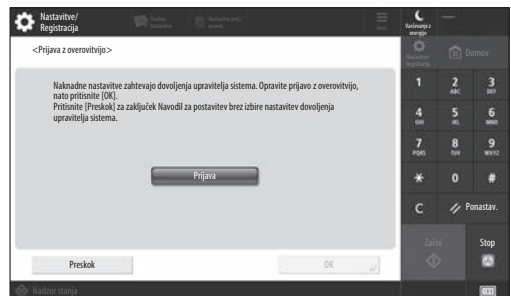 Nastavitve/
Registracija
Varčevanje z
energijo
<Prijava z overovitvijo>
Nastavitve/
Registracija
Domov
Naknadne nastavitve zahtevajo dovoljenja upravitelja sistema. Opravite prijavo z overovitvijo,
nato pritisnite [OK].
Pritisnite [Preskok] za zaključek Navodil za postavitev brez izbire nastavitev dovoljenja
upravitelja sistema.
Prijava
Preskok
OK
1
2
ABC
3
DEF
4
GHI
5
JKL
6
MNO
7
PQRS
8
TUV
9
WXYZ
*
0
#
C
Ponastav.
Začni
Stop
Nadzor stanja